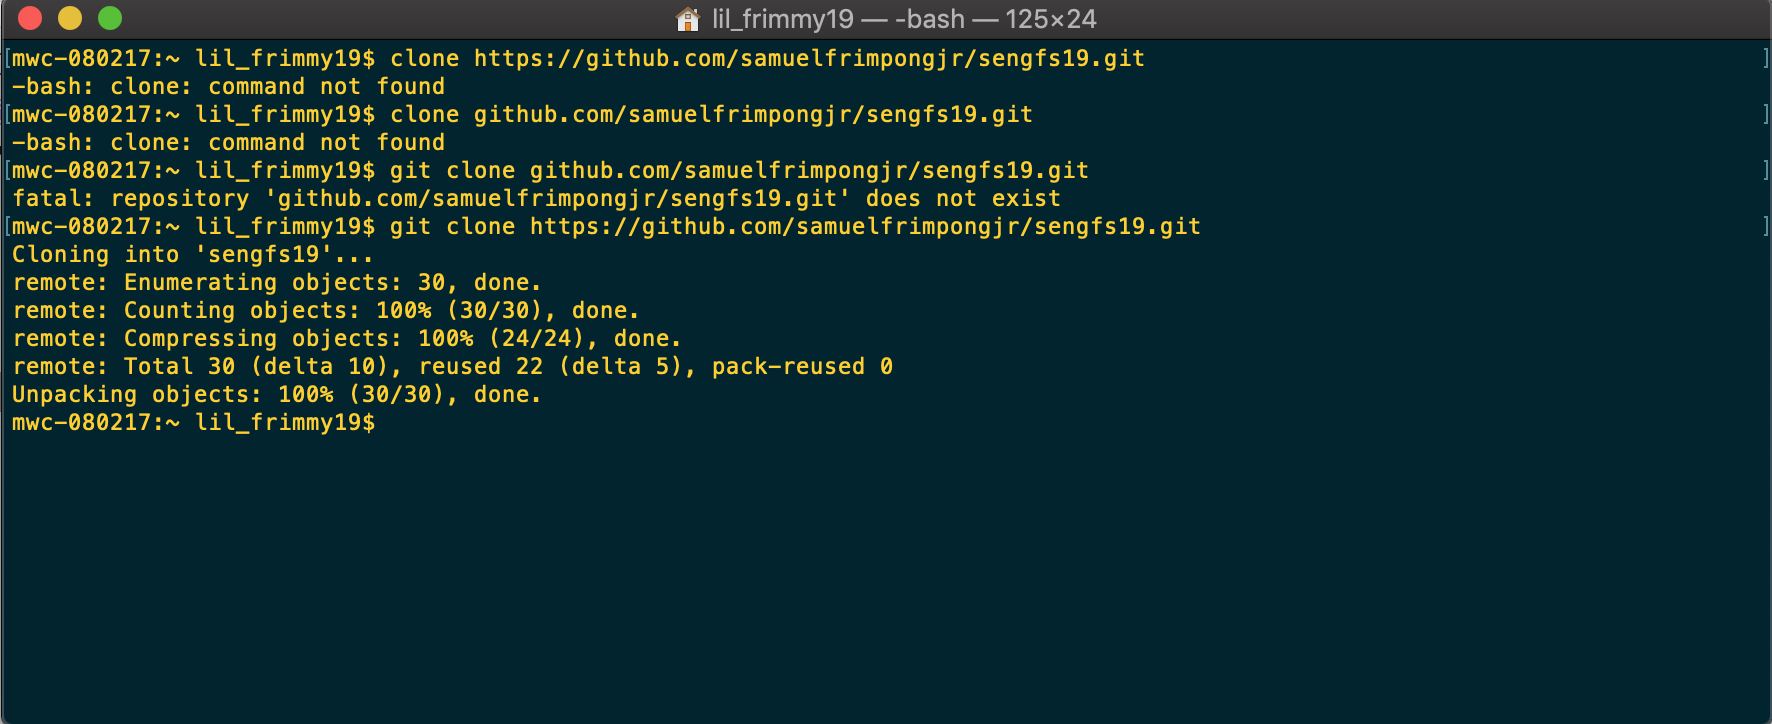 lil_frimmy19 — -bash — 125×24
[mwc-080217:~ lil_frimmy19$ clone https://github.com/samuelfrimpongjr/sengfs19.git ]
-bash: clone: command not found
[mwc-080217:~ lil_frimmy19$ clone github.com/samuelfrimpongjr/sengfs19.git ]
-bash: clone: command not found
[mwc-080217:~ lil_frimmy19$ git clone github.com/samuelfrimpongjr/sengfs19.git ]
fatal: repository 'github.com/samuelfrimpongjr/sengfs19.git' does not exist
[mwc-080217:~ lil_frimmy19$ git clone https://github.com/samuelfrimpongjr/sengfs19.git ]
Cloning into 'sengfs19'...
remote: Enumerating objects: 30, done.
remote: Counting objects: 100% (30/30), done.
remote: Compressing objects: 100% (24/24), done.
remote: Total 30 (delta 10), reused 22 (delta 5), pack-reused 0
Unpacking objects: 100% (30/30), done.
mwc-080217:~ lil_frimmy19$